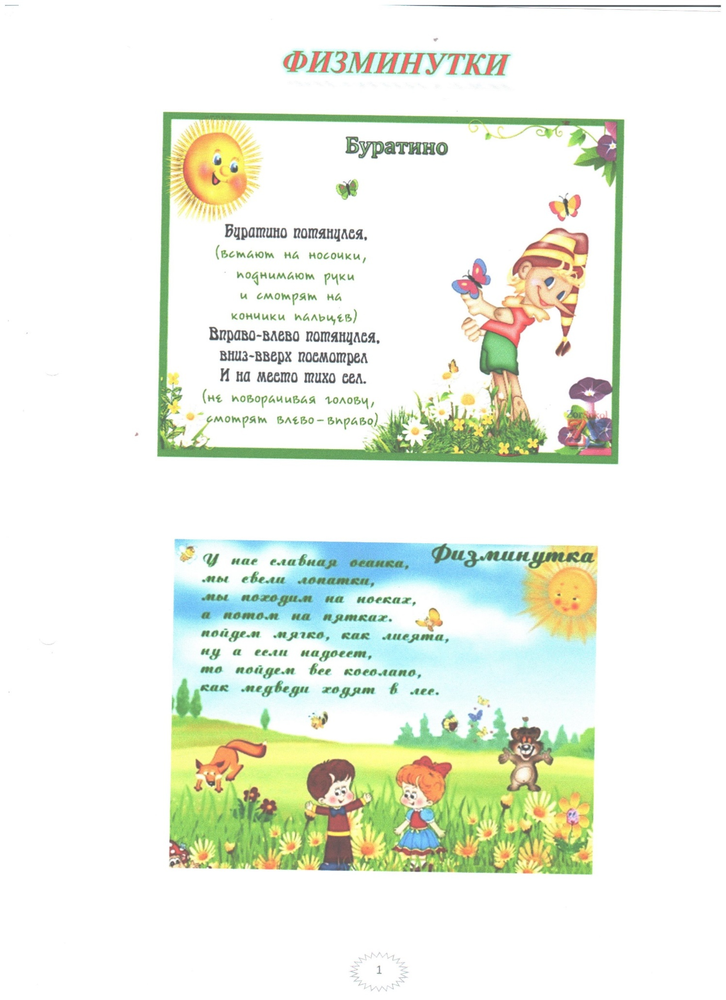 ФИЗМИНУТКИ
Буратино
Буратино потянулся,
(встают на носочки,
поднимают руки
и смотрят на
кончики пальцев)
Вправо-влево потянулся,
вниз-вверх посмотрел
И на место тихо сел.
(не поворачивая голову,
смотрят влево-вправо)
Физминутка
У нас славная осанка,
мы свели лопатки,
мы походим на носках,
а потом на пятках.
пойдем мягко, как лисята,
ну а если надоест,
то пойдем все косолапо,
как медведи ходят в лес.
1